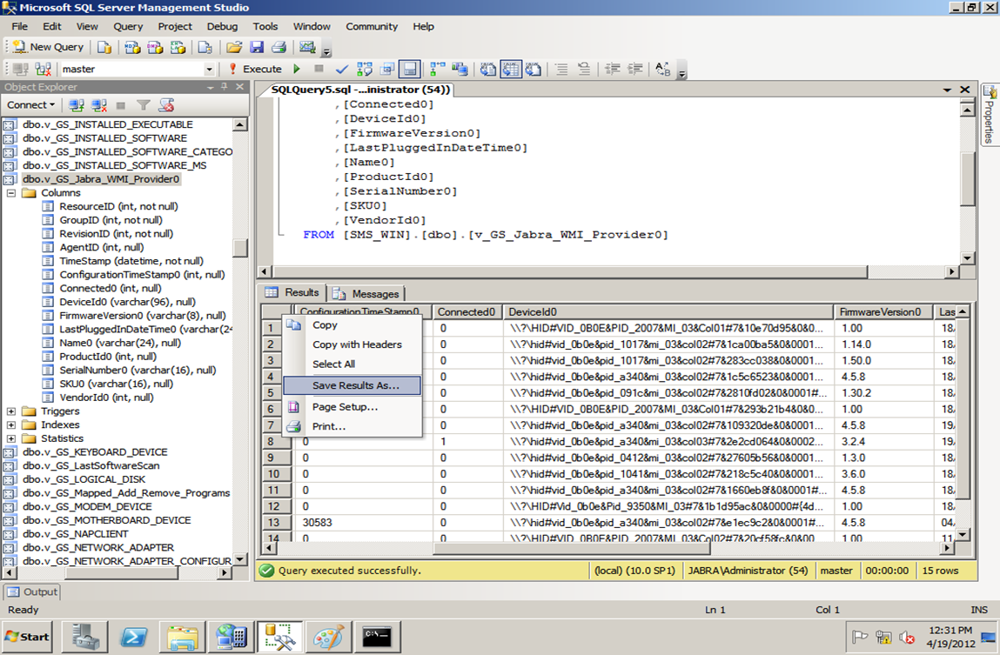 Microsoft SQL Server Management Studio
File Edit View Query Project Debug Tools Window Community Help
New Query
master Execute
Object Explorer
Connect
dbo.v_GS_INSTALLED_EXECUTABLE
dbo.v_GS_INSTALLED_SOFTWARE
dbo.v_GS_INSTALLED_SOFTWARE_CATEGO
dbo.v_GS_INSTALLED_SOFTWARE_MS
dbo.v_GS_Jabra_WMI_Provider0
Columns
ResourceID (int, not null)
GroupID (int, not null)
RevisionID (int, not null)
AgentID (int, null)
TimeStamp (datetime, not null)
ConfigurationTimeStamp0 (int, null)
Connected0 (int, null)
DeviceId0 (varchar(96), null)
FirmwareVersion0 (varchar(8), null)
LastPluggedInDateTime0 (varchar(24
Name0 (varchar(24), null)
ProductId0 (int, null)
SerialNumber0 (varchar(16), null)
SKU0 (varchar(16), null)
VendorId0 (int, null)
Triggers
Indexes
Statistics
dbo.v_GS_KEYBOARD_DEVICE
dbo.v_GS_LastSoftwareScan
dbo.v_GS_LOGICAL_DISK
dbo.v_GS_Mapped_Add_Remove_Programs
dbo.v_GS_MODEM_DEVICE
dbo.v_GS_MOTHERBOARD_DEVICE
dbo.v_GS_NAPCLIENT
dbo.v_GS_NETWORK_ADAPTER
dbo.v_GS_NETWORK_ADAPTER_CONFIGUR
SQLQuery5.sql -...inistrator (54))
,[Connected0]
,[DeviceId0]
,[FirmwareVersion0]
,[LastPluggedInDateTime0]
,[Name0]
,[ProductId0]
,[SerialNumber0]
,[SKU0]
,[VendorId0]
FROM [SMS_WIN].[dbo].[v_GS_Jabra_WMI_Provider0]
Properties
Results Messages
ConfigurationTimeStamp0 Connected0 DeviceId0 FirmwareVersion0 Las
1 0 \\?\HID#VID_0B0E&PID_2007&MI_03&Col01#7&10e70d95&0&0... 1.00 18.
2 0 \\?\hid#vid_0b0e&pid_1017&mi_03&col02#7&1ca00ba5&0&0001... 1.14.0 18.
3 0 \\?\hid#vid_0b0e&pid_1017&mi_03&col02#7&283cc038&0&0001... 1.50.0 18.
4 0 \\?\hid#vid_0b0e&pid_a340&mi_03&col02#7&1c5c6523&0&0001... 4.5.8 18.
5 0 \\?\hid#vid_0b0e&pid_091c&mi_03&col02#7&2810fd02&0&0001... 1.30.2 18.
6 0 \\?\HID#VID_0B0E&PID_2007&MI_03&Col01#7&293b21b4&0&0... 1.00 18.
7 0 \\?\hid#vid_0b0e&pid_a340&mi_03&col02#7&109320de&0&0001... 4.5.8 19.
8 0 1 \\?\hid#vid_0b0e&pid_a340&mi_03&col03#7&2e2cd064&0&0002... 3.2.4 19.
9 0 0 \\?\hid#vid_0b0e&pid_0412&mi_03&col02#7&27605b56&0&0001... 1.3.0 18.
10 0 0 \\?\hid#vid_0b0e&pid_1041&mi_03&col02#7&218c5c40&0&0001... 3.6.0 18.
11 0 0 \\?\hid#vid_0b0e&pid_a340&mi_03&col02#7&1660eb8f&0&0001#... 4.5.8 18.
12 0 0 \\?\HID#Vid_0b0e&Pid_9350&MI_03#7&1b1d95ac&0&0000#{4d... 1.00 18.
13 30583 0 \\?\hid#vid_0b0e&pid_a340&mi_03&col02#7&e1ec9c2&0&0001#... 4.5.8 04.
14 0 0 \\?\HID#VID_0B0E&PID_2007&MI_03&Col01#7&20cf58fc&0&00... 1.00 11
Copy
Copy with Headers
Select All
Save Results As...
Page Setup...
Print...
Query executed successfully. (local) (10.0 SP1) JABRA\Administrator (54) master 00:00:00 15 rows
Output
Ready Ln 1 Col 1 INS
Start 12:31 PM
4/19/2012